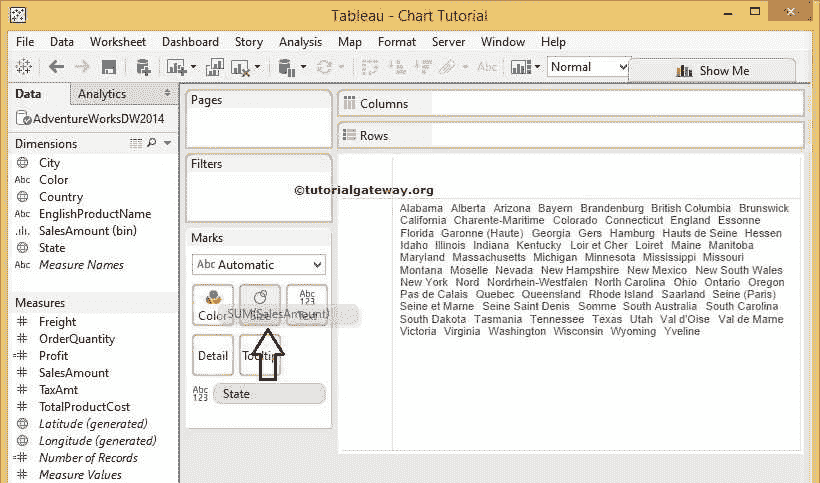 Tableau - Chart Tutorial
File Data Worksheet Dashboard Story Analysis Map Format Server Window Help
Abc Normal Show Me
Data Analytics
AdventureWorksDW2014
Dimensions
City
Abc Color
Country
Abc EnglishProductName
SalesAmount (bin)
State
Abc Measure Names
Measures
Freight
OrderQuantity
Profit
SalesAmount
TaxAmt
TotalProductCost
Latitude (generated)
Longitude (generated)
Number of Records
Measure Values
Pages
Filters
Marks
Abc Automatic
Abc
123
Color Size Text
SUM(SalesAmount)
Detail Tooltip
Abc
123
State
Columns
Rows
©tutorialgateway.org
Alabama Alberta Arizona Bayern Brandenburg British Columbia Brunswick
California Charente-Maritime Colorado Connecticut England Essonne
Florida Garonne (Haute) Georgia Gers Hamburg Hauts de Seine Hessen
Idaho Illinois Indiana Kentucky Loir et Cher Loiret Maine Manitoba
Maryland Massachusetts Michigan Minnesota Mississippi Missouri
Montana Moselle Nevada New Hampshire New Mexico New South Wales
New York Nord Nordrhein-Westfalen North Carolina Ohio Ontario Oregon
Pas de Calais Quebec Queensland Rhode Island Saarland Seine (Paris)
Seine et Marne Seine Saint Denis Somme South Australia South Carolina
South Dakota Tasmania Tennessee Texas Utah Val d'Oise Val de Marne
Victoria Virginia Washington Wisconsin Wyoming Yveline